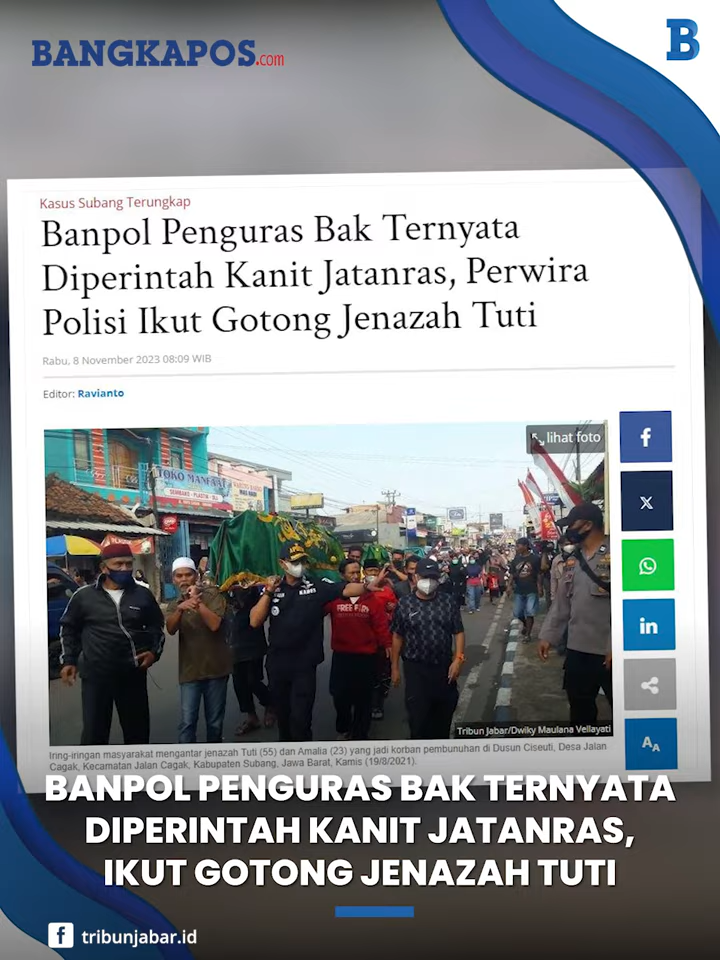 BANGKAPOS.com
B
Kasus Subang Terungkap
Banpol Penguras Bak Ternyata
Diperintah Kanit Jatanras, Perwira
Polisi Ikut Gotong Jenazah Tuti
Rabu, 8 November 2023 08:09 WIB
Editor: Ravianto
lihat foto
TOKO MANFAAT
FREE FIRE
Tribun Jabar/Dwiky Maulana Vellayati
Iring-iringan masyarakat mengantar jenazah Tuti (55) dan Amalia (23) yang jadi korban pembunuhan di Dusun Ciseuti, Desa Jalan
Cagak, Kecamatan Jalan Cagak, Kabupaten Subang, Jawa Barat, Kamis (19/8/2021).
BANPOL PENGURAS BAK TERNYATA
DIPERINTAH KANIT JATANRAS,
IKUT GOTONG JENAZAH TUTI
tribunjabar.id